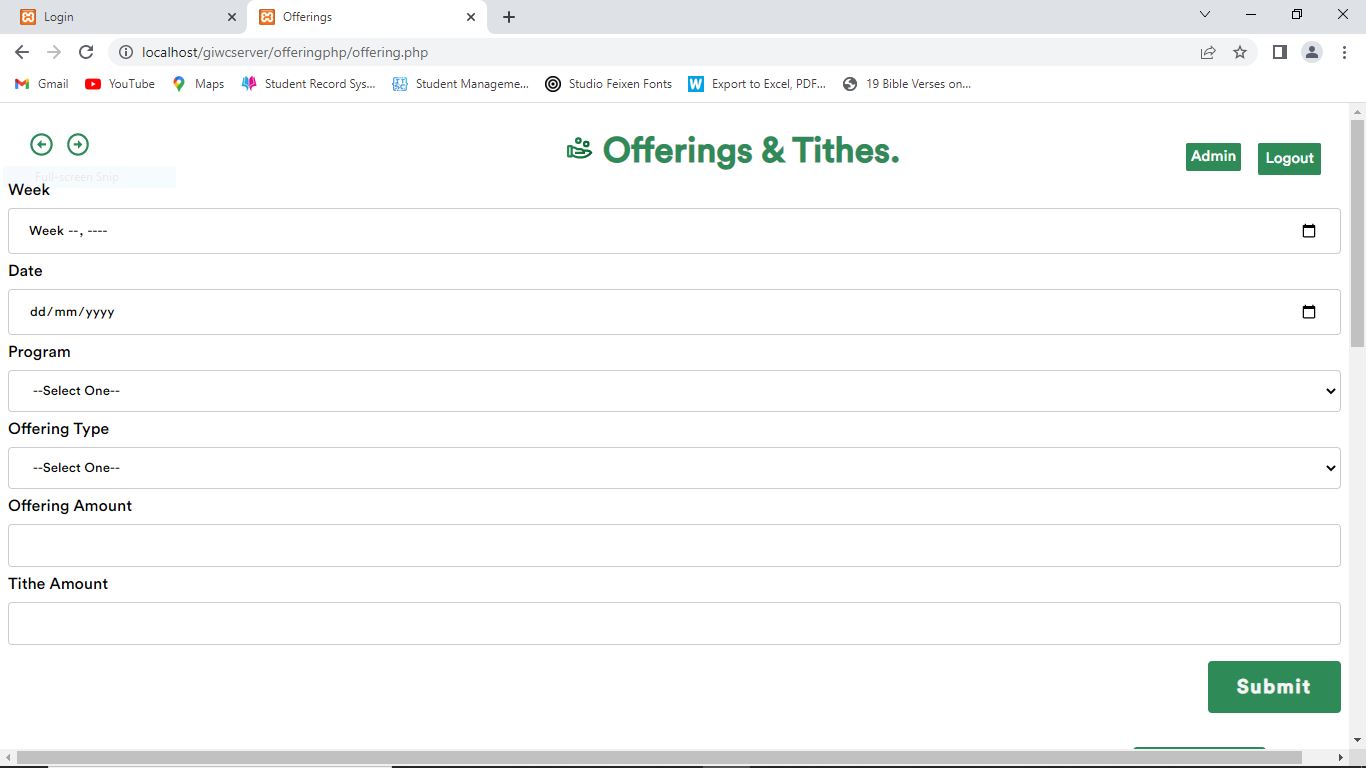 Login
Offerings
localhost/giwcserver/offeringphp/offering.php
Gmail YouTube Maps Student Record Sys... Student Manageme... Studio Feixen Fonts Export to Excel, PDF... 19 Bible Verses on...
Offerings & Tithes.
Admin
Logout
Full-screen Snip
Week
Week --, ----
Date
dd/mm/yyyy
Program
--Select One--
Offering Type
--Select One--
Offering Amount
Tithe Amount
Submit